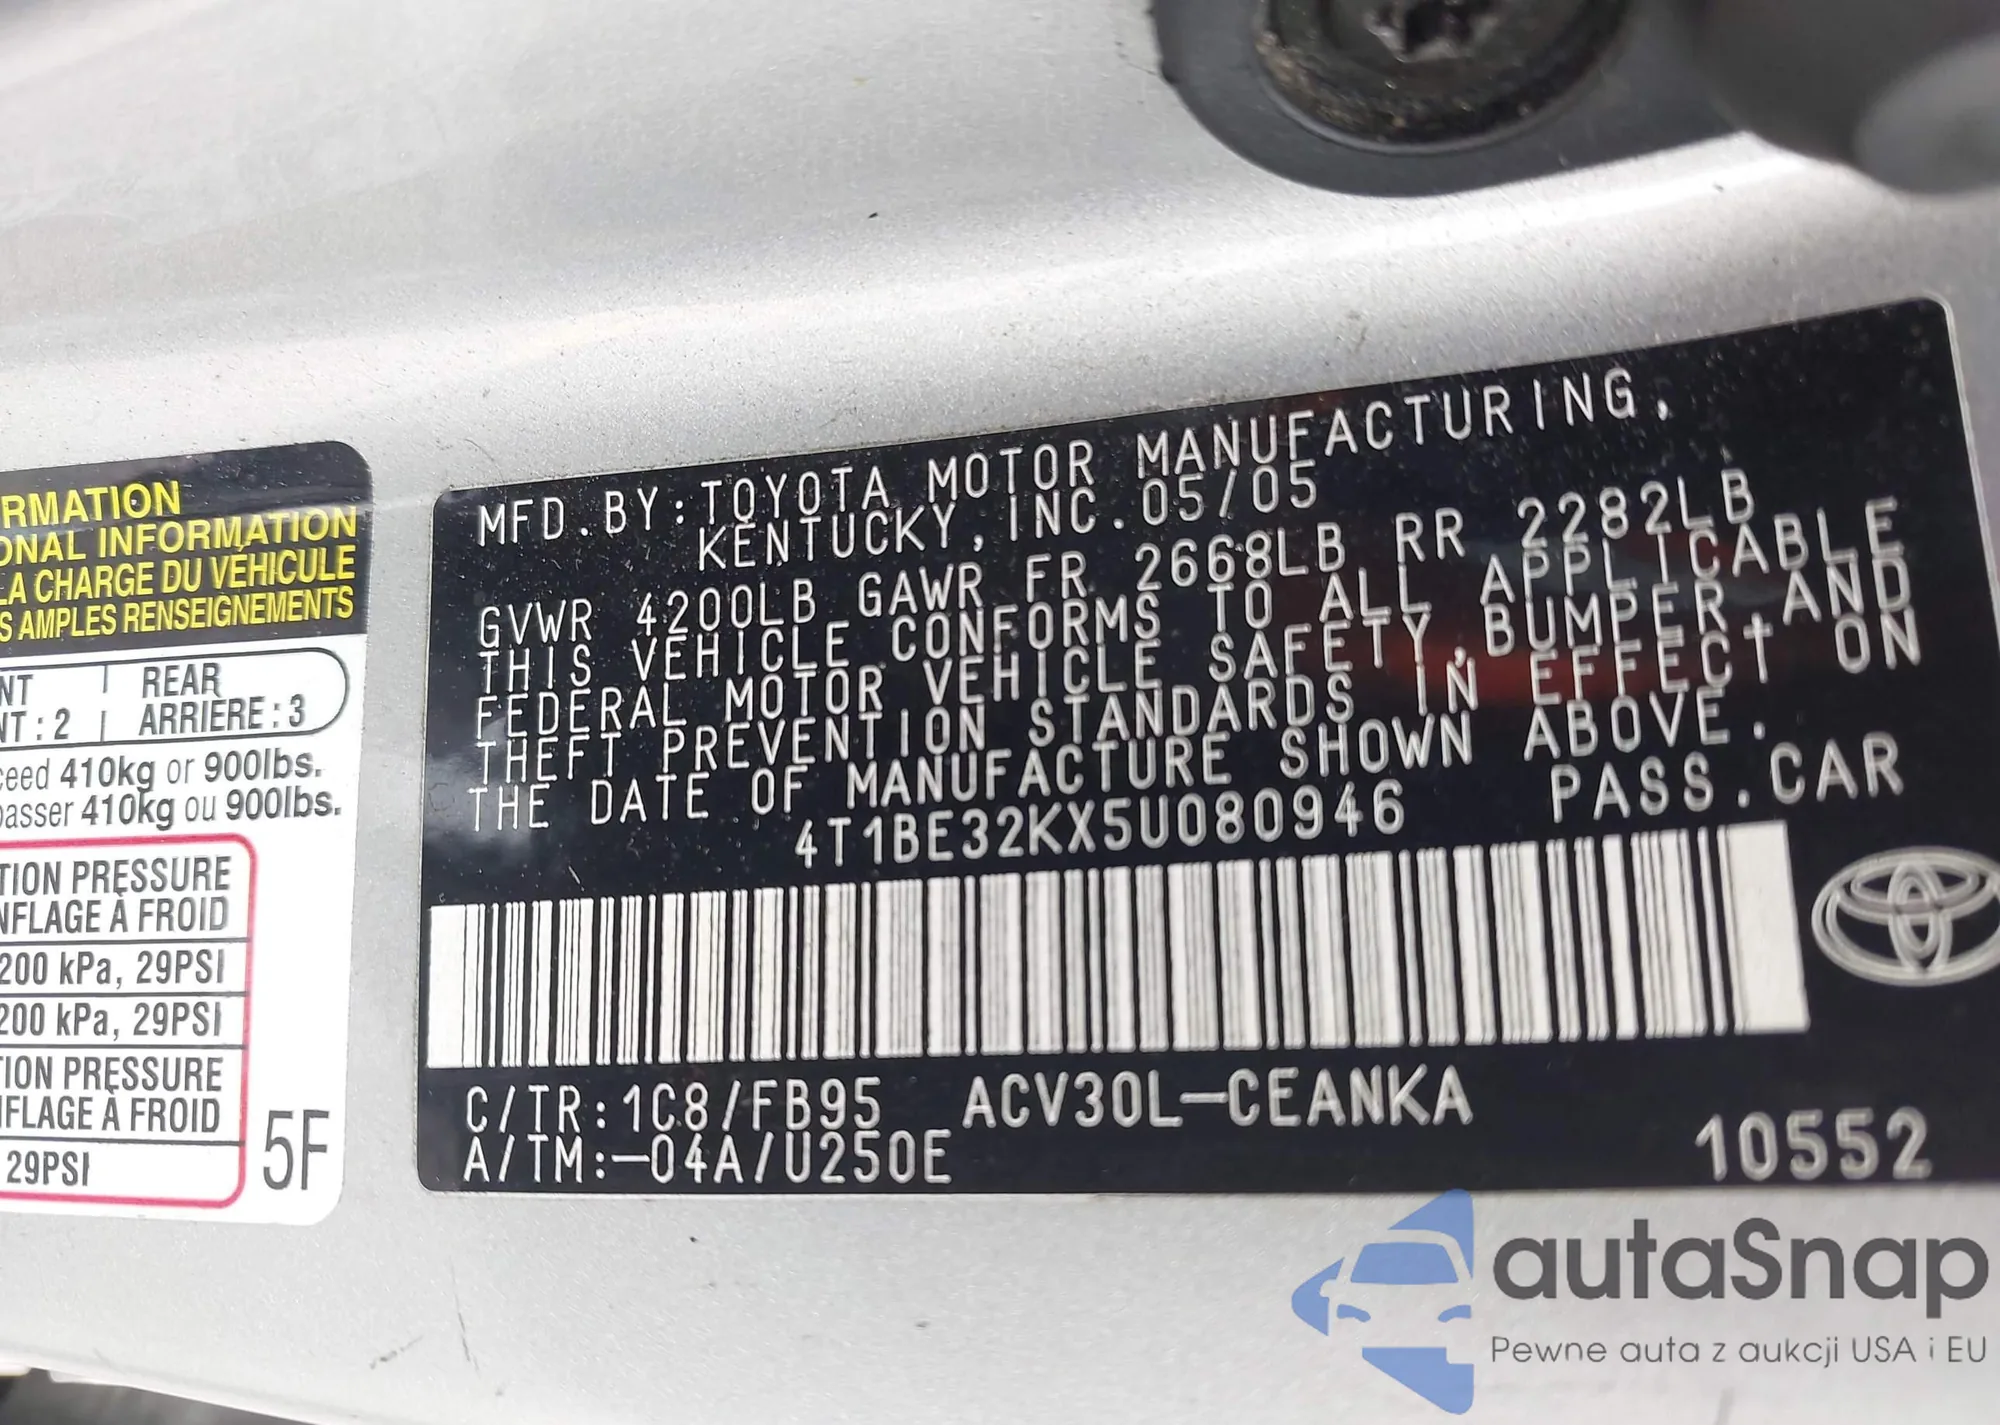 RMATION
ONAL INFORMATION
LA CHARGE DU VÉHICULE
S AMPLES RENSEIGNEMENTS
NT | REAR
NT : 2 | ARRIERE : 3
ceed 410kg or 900lbs.
passer 410kg ou 900lbs.
TION PRESSURE
NFLAGE À FROID
200 kPa, 29PSI
200 kPa, 29PSI
TION PRESSURE
NFLAGE À FROID
29PSI
5F
MFD.BY:TOYOTA MOTOR MANUFACTURING,
KENTUCKY,INC.05/05
GVWR 4200LB GAWR FR 2668LB RR 2282LB
THIS VEHICLE CONFORMS TO ALL APPLICABLE
FEDERAL MOTOR VEHICLE SAFETY,BUMPER,AND
THEFT PREVENTION STANDARDS IN EFFECT ON
THE DATE OF MANUFACTURE SHOWN ABOVE.
4T1BE32KX5U080946 PASS.CAR
C/TR:1C8/FB95 ACV30L-CEANKA
A/TM:-04A/U250E
10552
autaSnap
Pewne auta z aukcji USA i EU